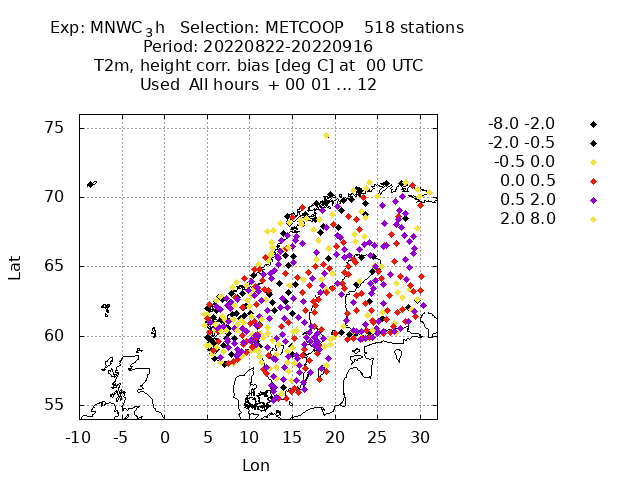 Exp: MNWC_3h Selection: METCOOP 518 stations
Period: 20220822-20220916
T2m, height corr. bias [deg C] at 00 UTC
Used All hours + 00 01 ... 12
-8.0 -2.0
-2.0 -0.5
-0.5 0.0
0.0 0.5
0.5 2.0
2.0 8.0
75
70
65
60
55
Lat
-10 -5 0 5 10 15 20 25 30
Lon